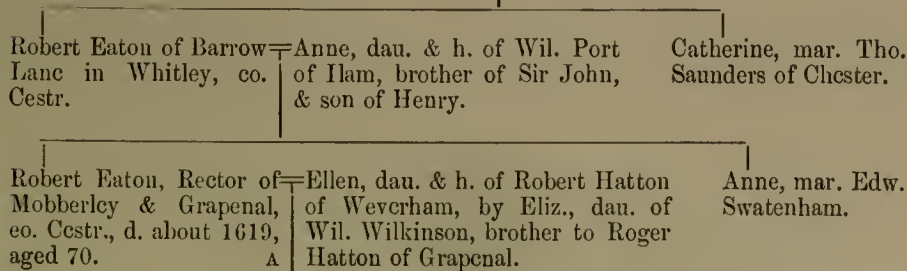 Robert Eaton of Barrow
Lane in Whitley, co.
Cestr.
Anne, dau. & h. of Wil. Port
of Ilam, brother of Sir John,
& son of Henry.
Catherine, mar. Tho.
Saunders of Chester.
Robert Eaton, Rector of
Mobberley & Grapenal,
co. Cestr., d. about 1619,
aged 70. A
Ellen, dau. & h. of Robert Hatton
of Weverham, by Eliz., dau. of
Wil. Wilkinson, brother to Roger
Hatton of Grapenal.
Anne, mar. Edw.
Swatenham.